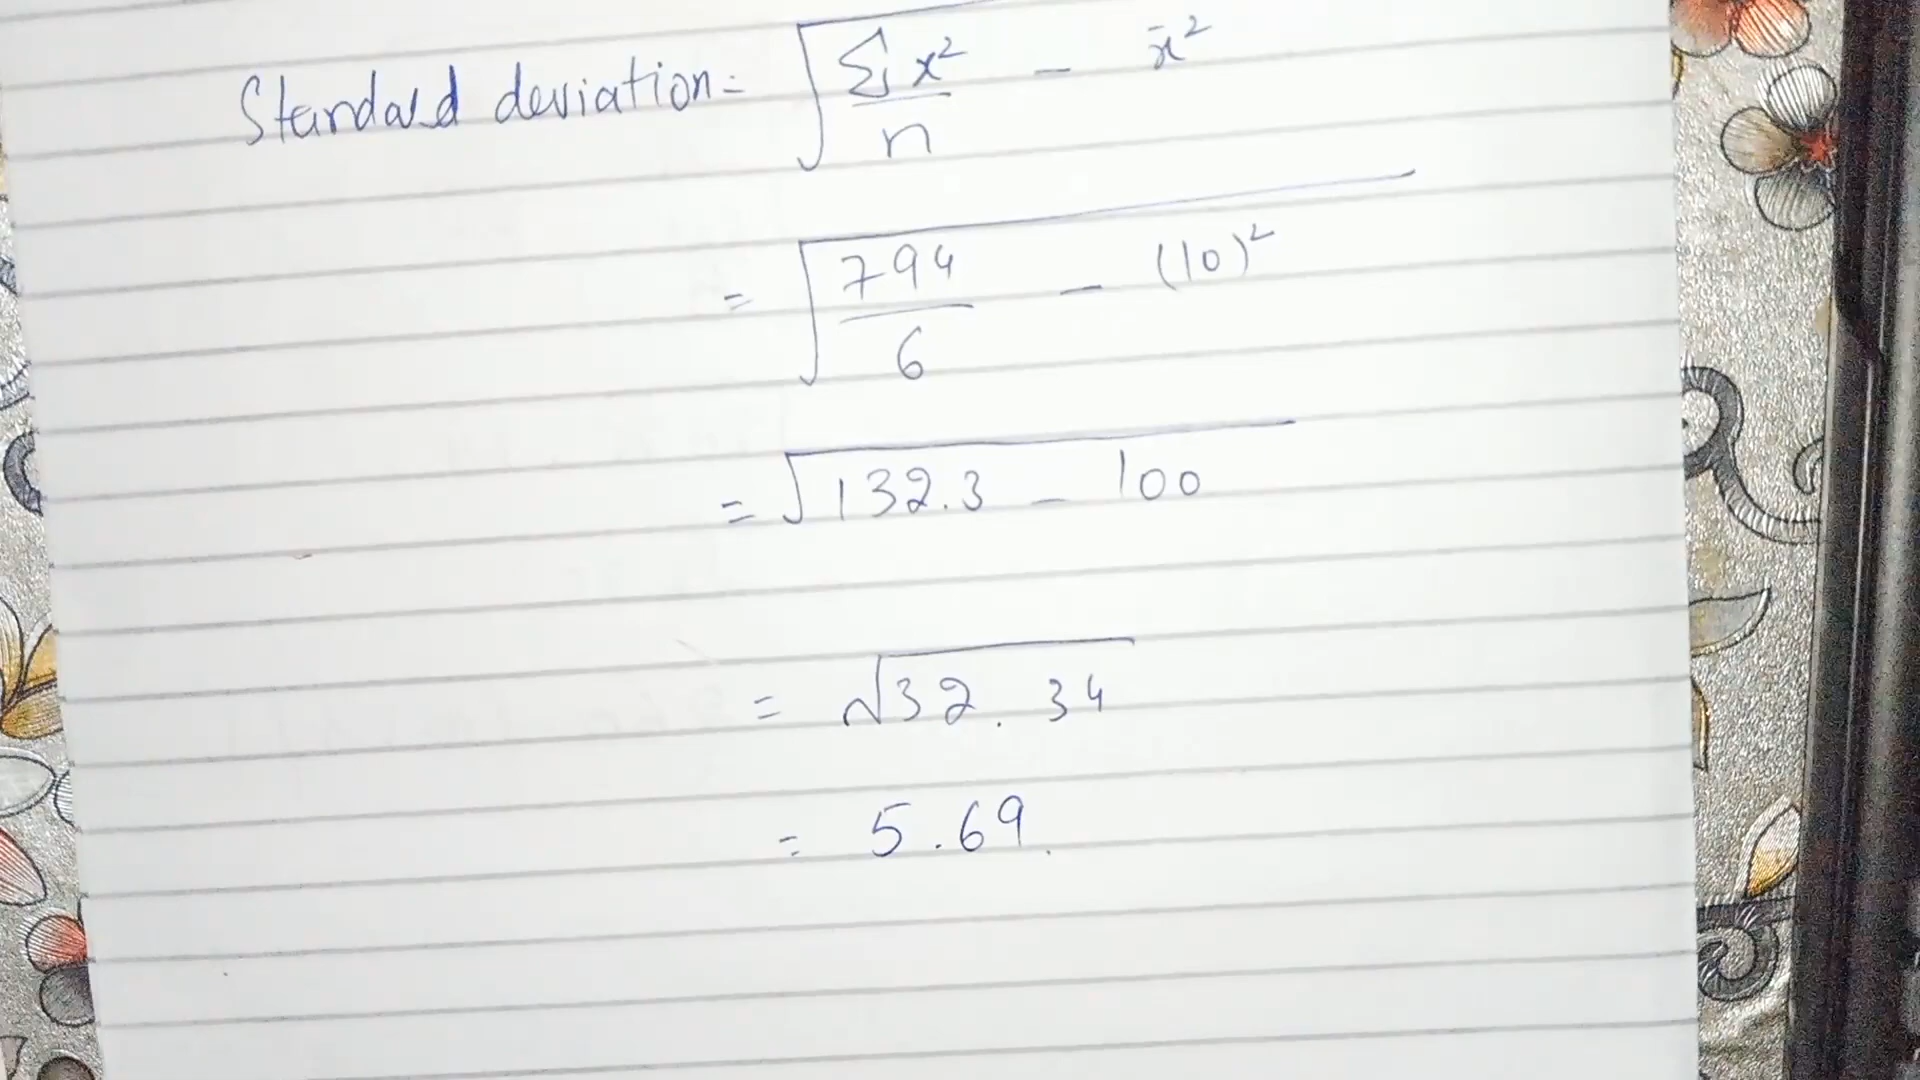 Standard deviation = √(Σx²/n - x̄²)
= √(794/6 - (10)²)
= √(132.3 - 100)
= √32.34
= 5.69.